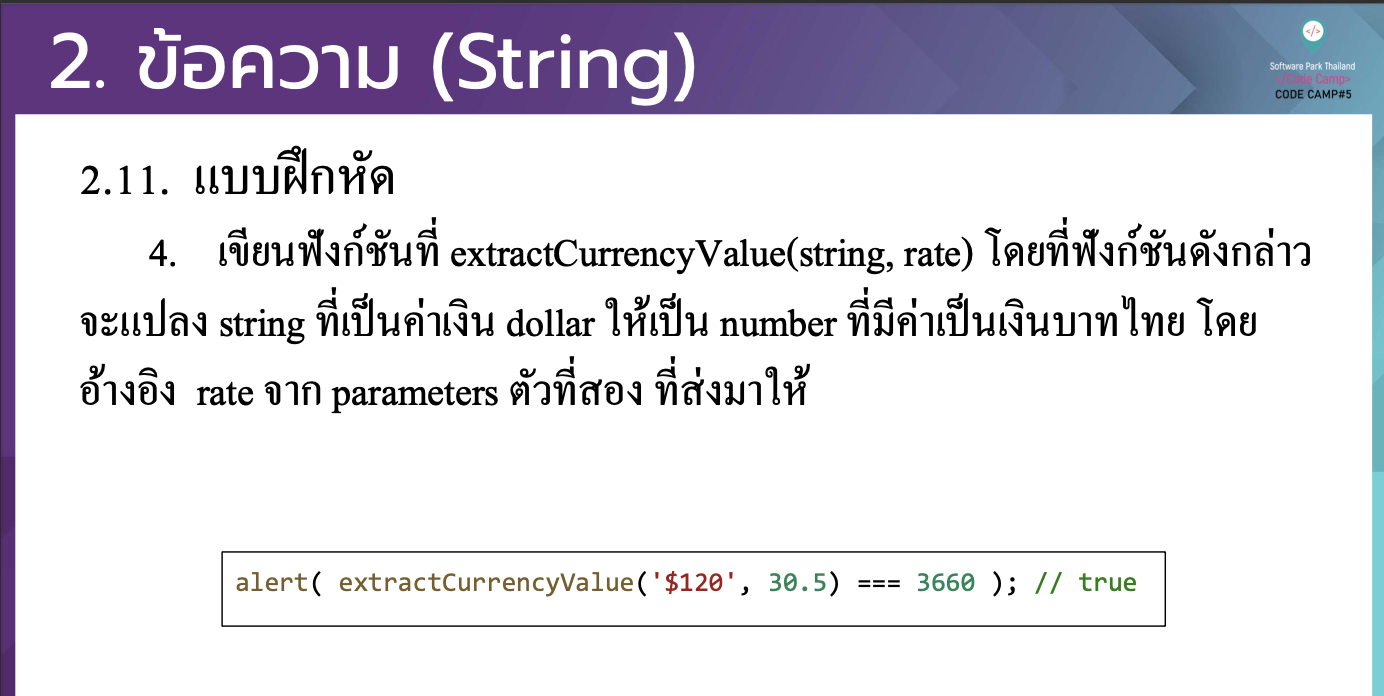 2. ข้อความ (String)
</>
Software Park Thailand
</Code Camp>
CODE CAMP#5
2.11. แบบฝึกหัด
4. เขียนฟังก์ชันที่ extractCurrencyValue(string, rate) โดยที่ฟังก์ชันดังกล่าว
จะแปลง string ที่เป็นค่าเงิน dollar ให้เป็น number ที่มีค่าเป็นเงินบาทไทย โดย
อ้างอิง rate จาก parameters ตัวที่สอง ที่ส่งมาให้
alert( extractCurrencyValue('$120', 30.5) === 3660 ); // true